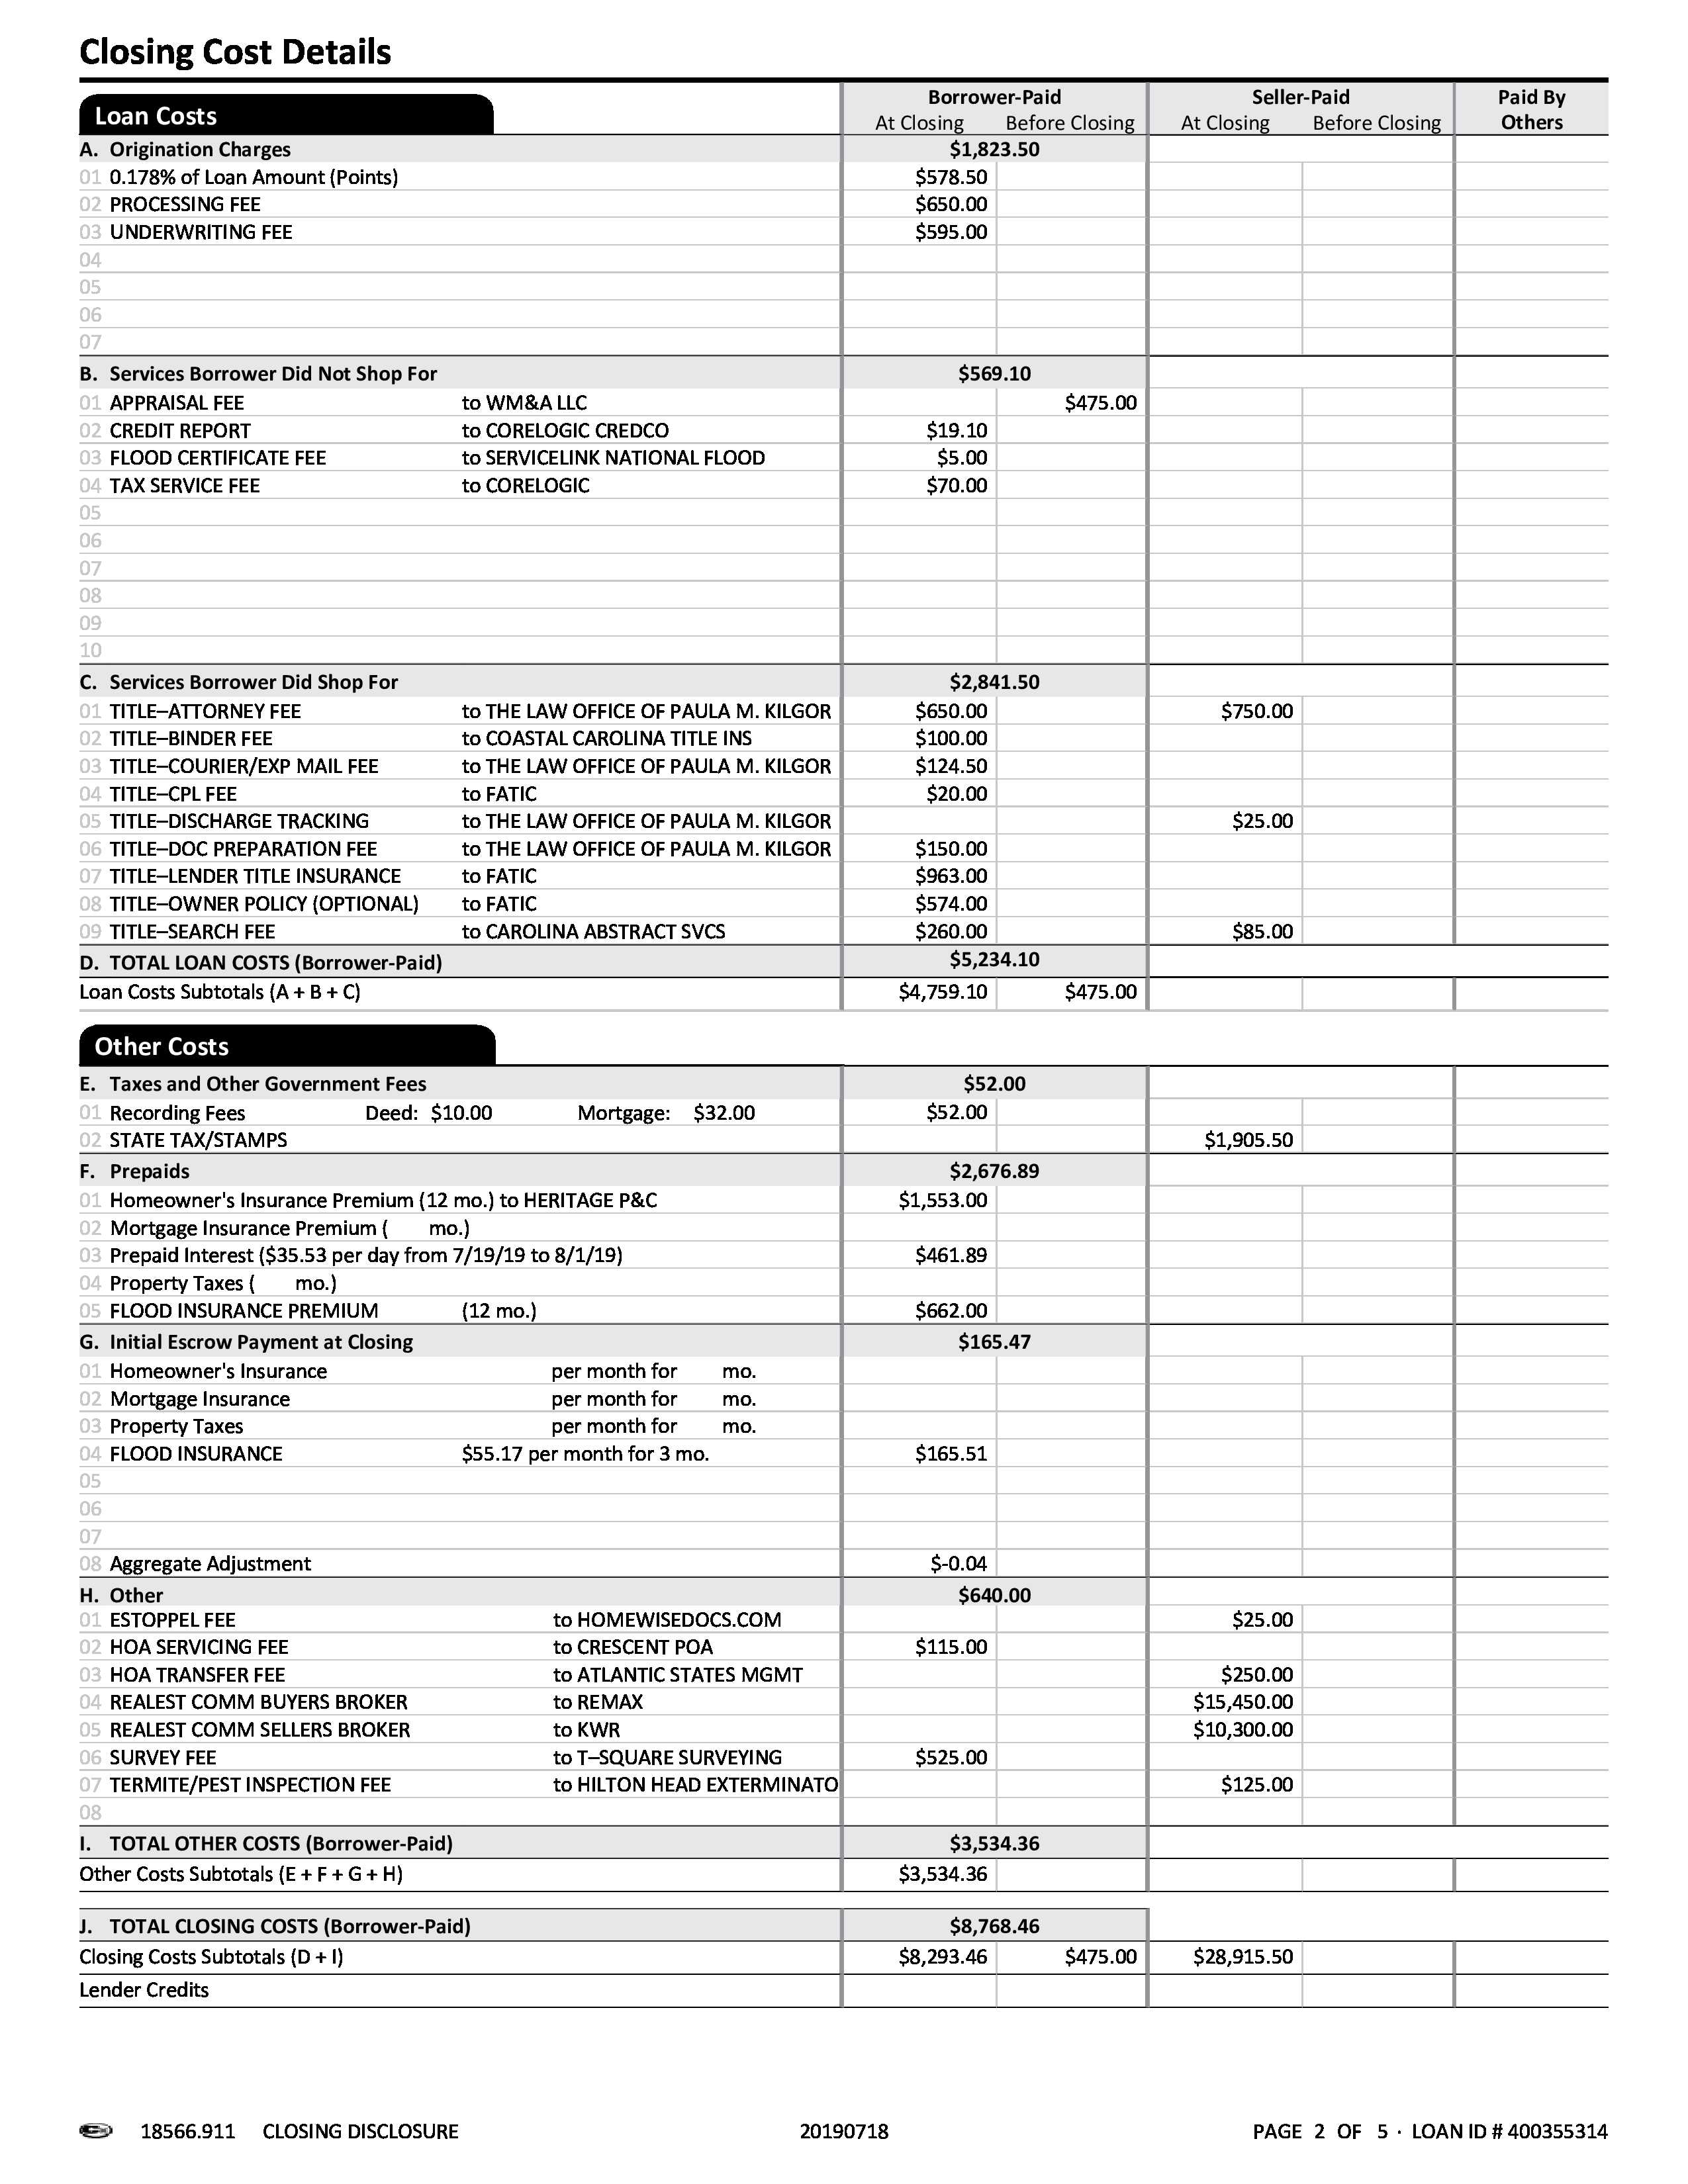 Closing Cost Details
Loan Costs
Borrower-Paid Seller-Paid Paid By
At Closing Before Closing At Closing Before Closing Others
A. Origination Charges $1,823.50
01 0.178% of Loan Amount (Points) $578.50
02 PROCESSING FEE $650.00
03 UNDERWRITING FEE $595.00
04
05
06
07
B. Services Borrower Did Not Shop For $569.10
01 APPRAISAL FEE to WM&A LLC $475.00
02 CREDIT REPORT to CORELOGIC CREDCO $19.10
03 FLOOD CERTIFICATE FEE to SERVICELINK NATIONAL FLOOD $5.00
04 TAX SERVICE FEE to CORELOGIC $70.00
05
06
07
08
09
10
C. Services Borrower Did Shop For $2,841.50
01 TITLE–ATTORNEY FEE to THE LAW OFFICE OF PAULA M. KILGOR $650.00 $750.00
02 TITLE–BINDER FEE to COASTAL CAROLINA TITLE INS $100.00
03 TITLE–COURIER/EXP MAIL FEE to THE LAW OFFICE OF PAULA M. KILGOR $124.50
04 TITLE–CPL FEE to FATIC $20.00
05 TITLE–DISCHARGE TRACKING to THE LAW OFFICE OF PAULA M. KILGOR $25.00
06 TITLE–DOC PREPARATION FEE to THE LAW OFFICE OF PAULA M. KILGOR $150.00
07 TITLE–LENDER TITLE INSURANCE to FATIC $963.00
08 TITLE–OWNER POLICY (OPTIONAL) to FATIC $574.00
09 TITLE–SEARCH FEE to CAROLINA ABSTRACT SVCS $260.00 $85.00
D. TOTAL LOAN COSTS (Borrower-Paid) $5,234.10
Loan Costs Subtotals (A + B + C) $4,759.10 $475.00
Other Costs
E. Taxes and Other Government Fees $52.00
01 Recording Fees Deed: $10.00 Mortgage: $32.00 $52.00
02 STATE TAX/STAMPS $1,905.50
F. Prepaids $2,676.89
01 Homeowner's Insurance Premium (12 mo.) to HERITAGE P&C $1,553.00
02 Mortgage Insurance Premium ( mo.)
03 Prepaid Interest ($35.53 per day from 7/19/19 to 8/1/19) $461.89
04 Property Taxes ( mo.)
05 FLOOD INSURANCE PREMIUM (12 mo.) $662.00
G. Initial Escrow Payment at Closing $165.47
01 Homeowner's Insurance per month for mo.
02 Mortgage Insurance per month for mo.
03 Property Taxes per month for mo.
04 FLOOD INSURANCE $55.17 per month for 3 mo. $165.51
05
06
07
08 Aggregate Adjustment $-0.04
H. Other $640.00
01 ESTOPPEL FEE to HOMEWISEDOCS.COM $25.00
02 HOA SERVICING FEE to CRESCENT POA $115.00
03 HOA TRANSFER FEE to ATLANTIC STATES MGMT $250.00
04 REALEST COMM BUYERS BROKER to REMAX $15,450.00
05 REALEST COMM SELLERS BROKER to KWR $10,300.00
06 SURVEY FEE to T–SQUARE SURVEYING $525.00
07 TERMITE/PEST INSPECTION FEE to HILTON HEAD EXTERMINATO $125.00
08
I. TOTAL OTHER COSTS (Borrower-Paid) $3,534.36
Other Costs Subtotals (E + F + G + H) $3,534.36
J. TOTAL CLOSING COSTS (Borrower-Paid) $8,768.46
Closing Costs Subtotals (D + I) $8,293.46 $475.00 $28,915.50
Lender Credits
18566.911 CLOSING DISCLOSURE 20190718 PAGE 2 OF 5 · LOAN ID # 400355314